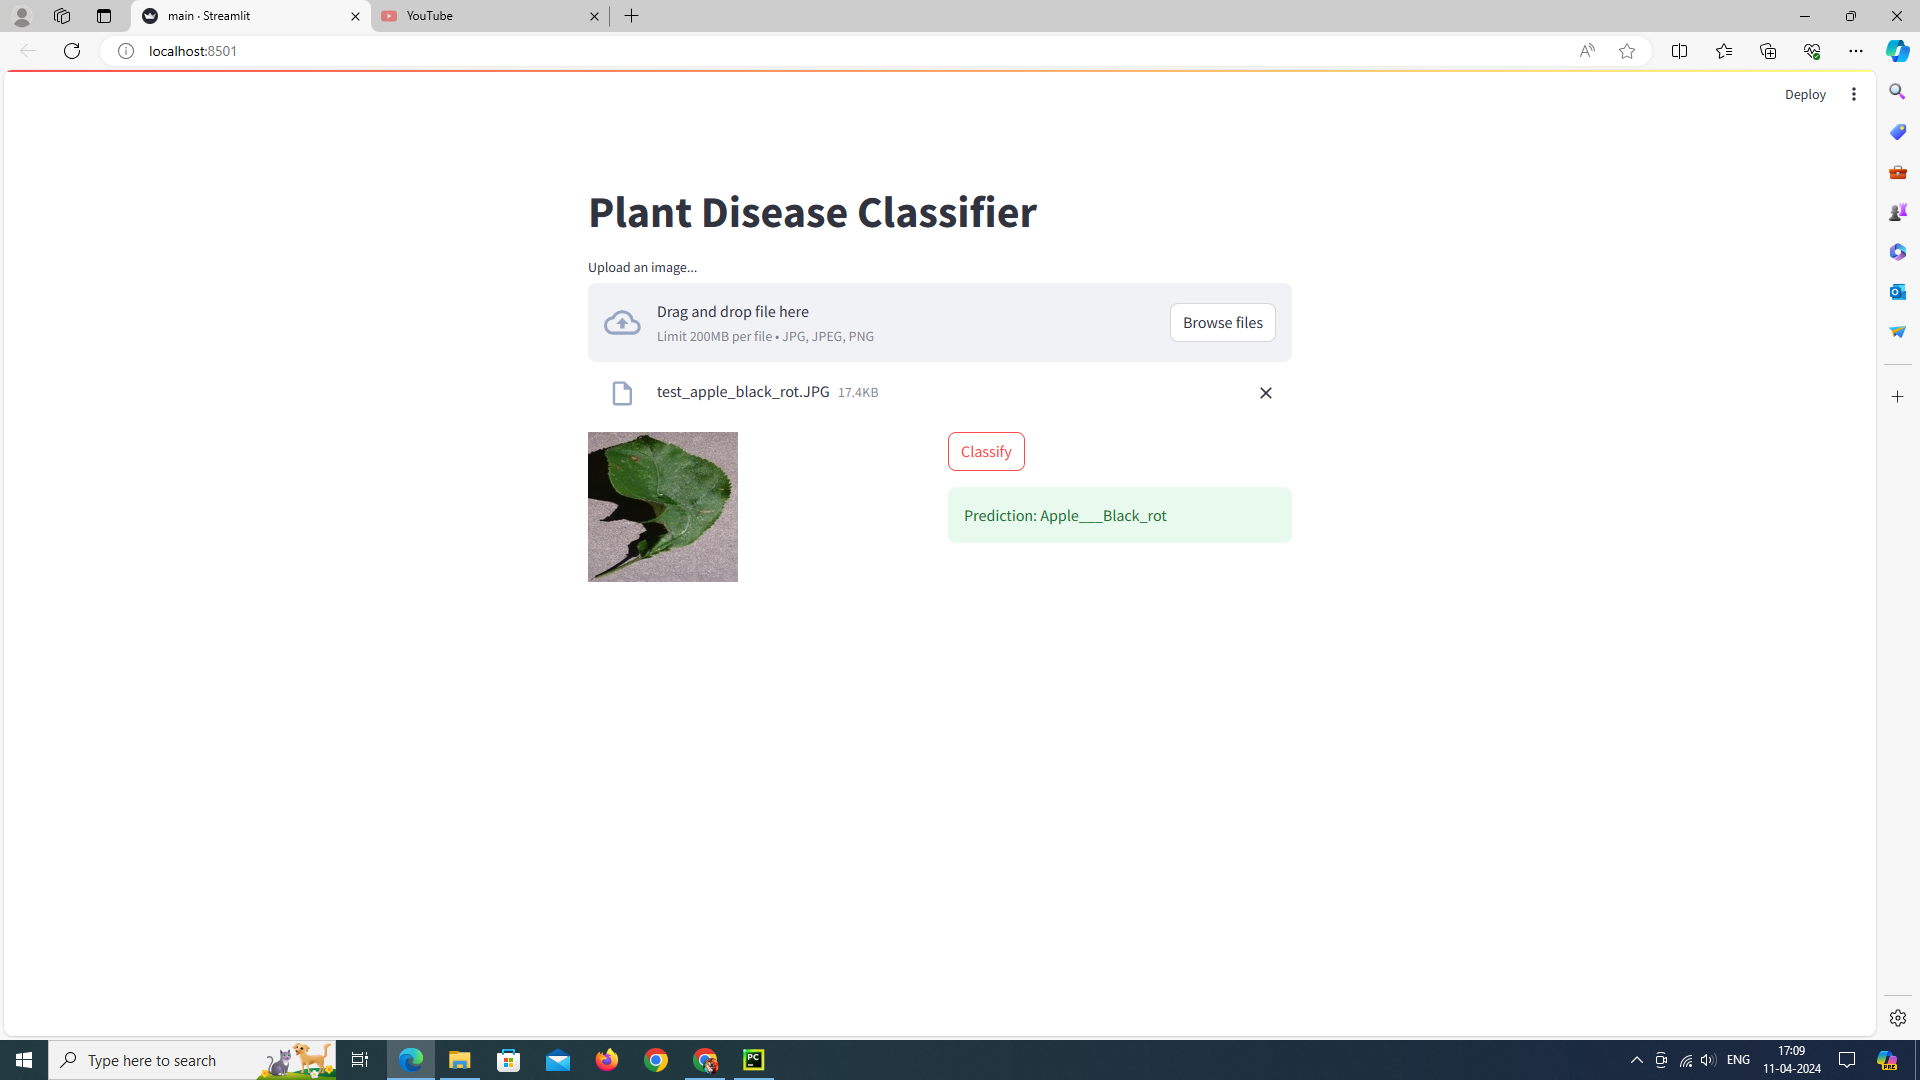 main · Streamlit
YouTube
localhost:8501
Deploy
Plant Disease Classifier
Upload an image...
Drag and drop file here
Limit 200MB per file • JPG, JPEG, PNG
Browse files
test_apple_black_rot.JPG 17.4KB
Classify
Prediction: Apple___Black_rot
Type here to search
PC
ENG
17:09
11-04-2024
PRE